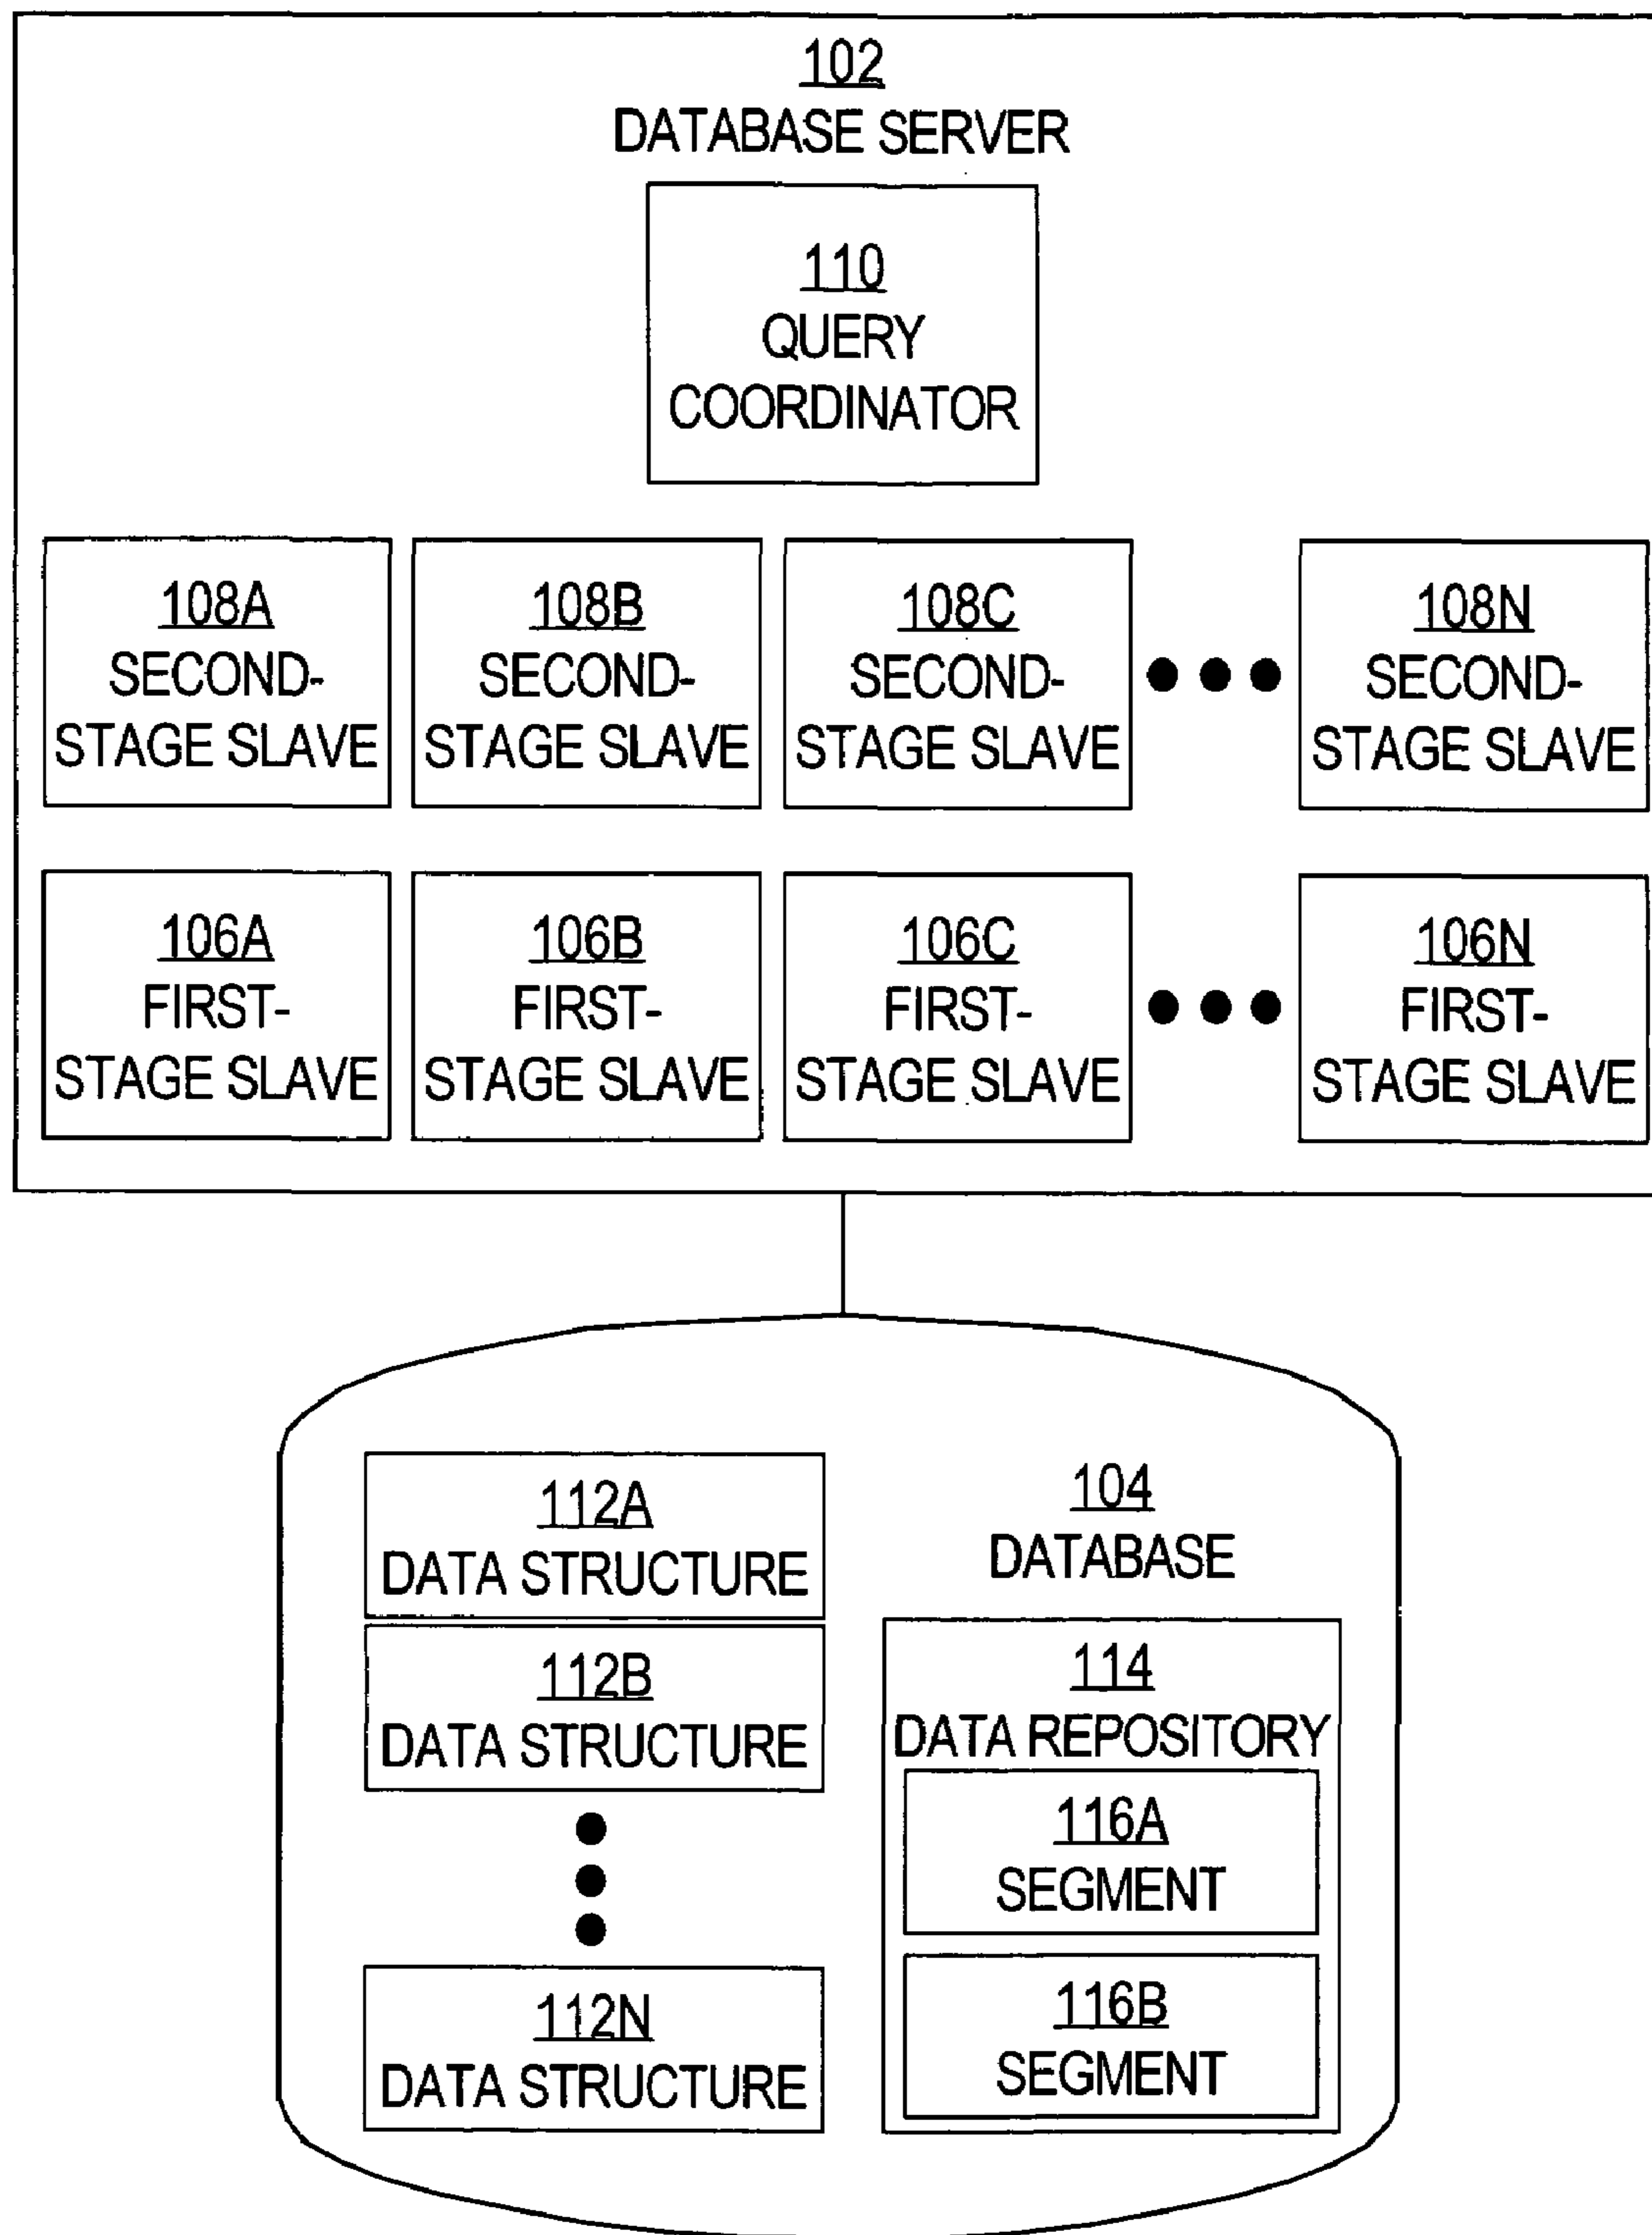 102
DATABASE SERVER
110
QUERY
COORDINATOR
108A
SECOND-
STAGE SLAVE
108B
SECOND-
STAGE SLAVE
108C
SECOND-
STAGE SLAVE
108N
SECOND-
STAGE SLAVE
106A
FIRST-
STAGE SLAVE
106B
FIRST-
STAGE SLAVE
106C
FIRST-
STAGE SLAVE
106N
FIRST-
STAGE SLAVE
112A
DATA STRUCTURE
112B
DATA STRUCTURE
112N
DATA STRUCTURE
104
DATABASE
114
DATA REPOSITORY
116A
SEGMENT
116B
SEGMENT